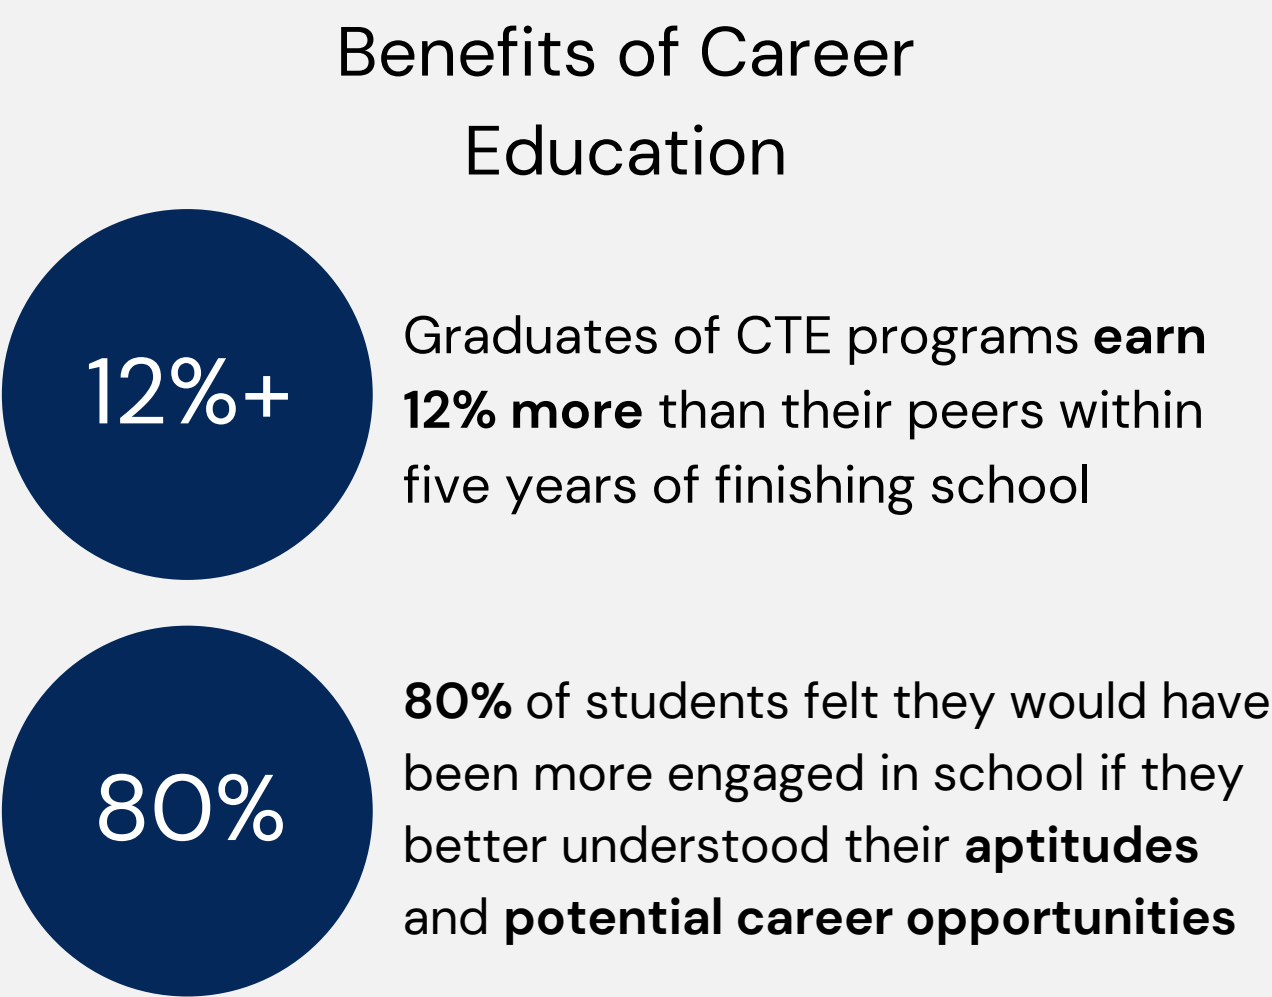 Benefits of Career
Education
12%+
Graduates of CTE programs earn
12% more than their peers within
five years of finishing school
80%
80% of students felt they would have
been more engaged in school if they
better understood their aptitudes
and potential career opportunities